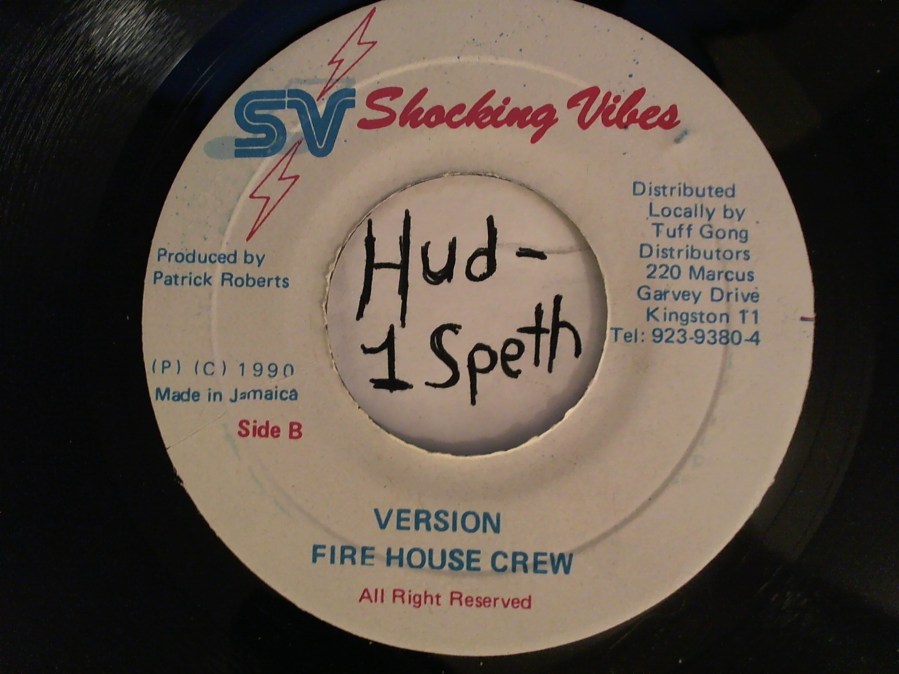 SV Shocking Vibes
Produced by
Patrick Roberts
(P) (C) 1990
Made in Jamaica
Side B
Hud-
1 Speth
Distributed
Locally by
Tuff Gong
Distributors
220 Marcus
Garvey Drive
Kingston 11
Tel: 923-9380-4
VERSION
FIRE HOUSE CREW
All Right Reserved